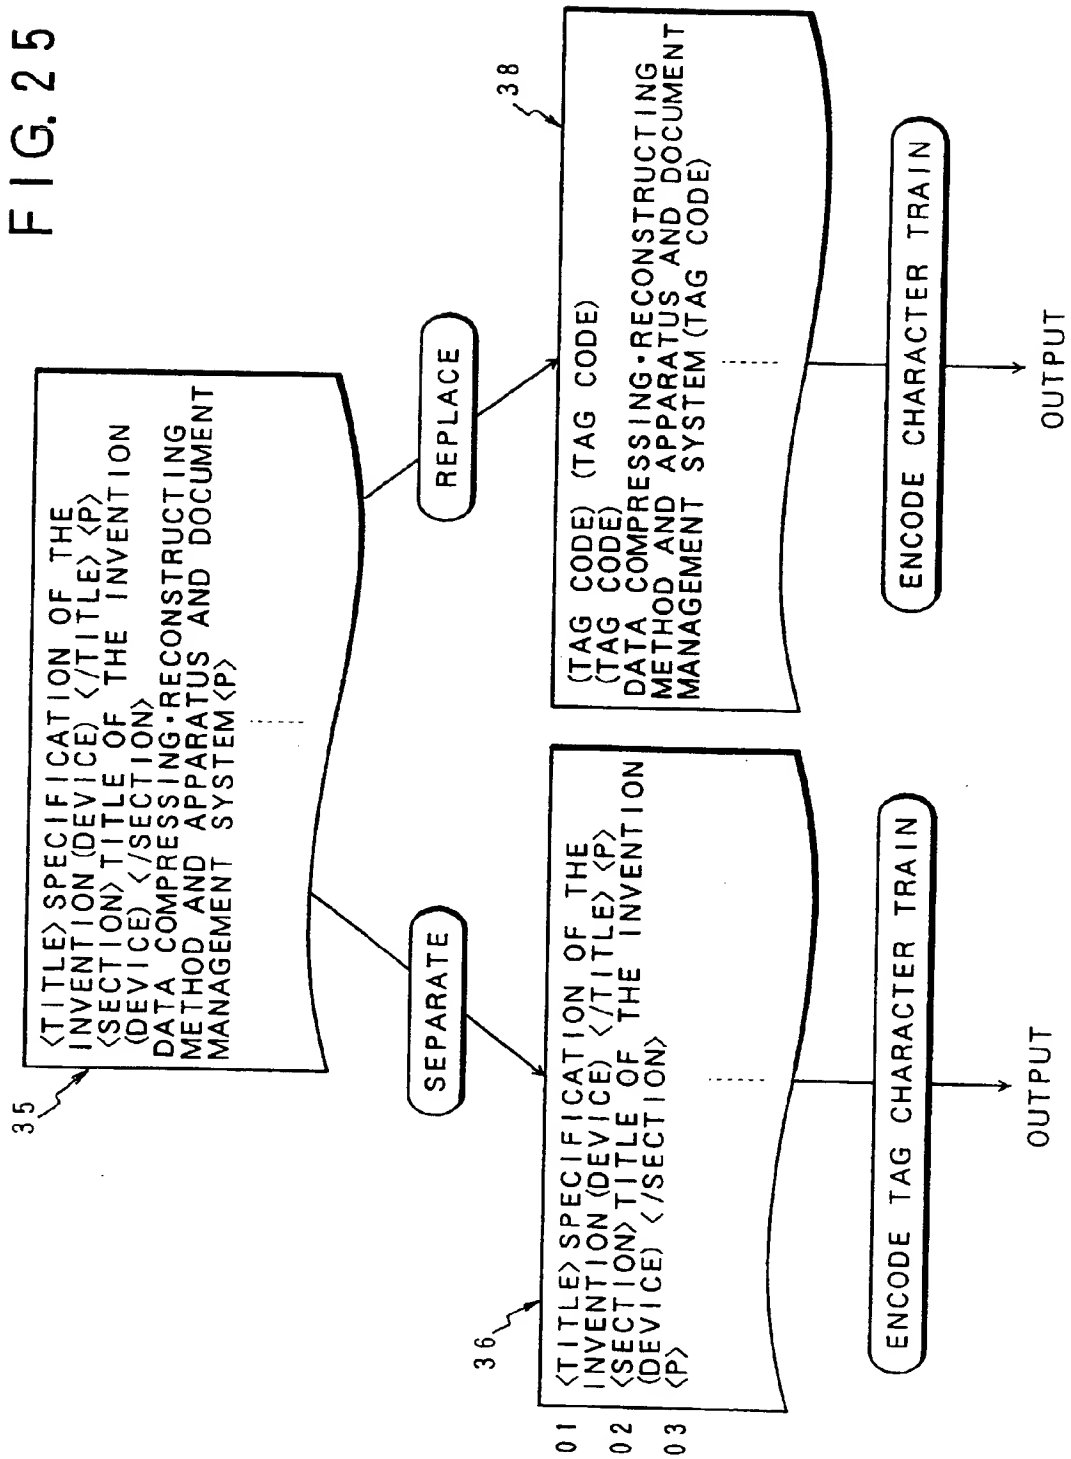 FIG. 25
35
<TITLE>SPECIFICATION OF THE
INVENTION (DEVICE) </TITLE> <P>
<SECTION> TITLE OF THE INVENTION
(DEVICE) </SECTION>
DATA COMPRESSING·RECONSTRUCTING
METHOD AND APPARATUS AND DOCUMENT
MANAGEMENT SYSTEM<P>
SEPARATE
REPLACE
36
01 <TITLE>SPECIFICATION OF THE
INVENTION (DEVICE) </TITLE> <P>
02 <SECTION> TITLE OF THE INVENTION
(DEVICE) </SECTION>
03 <P>
ENCODE TAG CHARACTER TRAIN
OUTPUT
38
(TAG CODE) (TAG CODE) (TAG CODE)
(TAG CODE)
DATA COMPRESSING·RECONSTRUCTING
METHOD AND APPARATUS AND DOCUMENT
MANAGEMENT SYSTEM (TAG CODE)
ENCODE CHARACTER TRAIN
OUTPUT